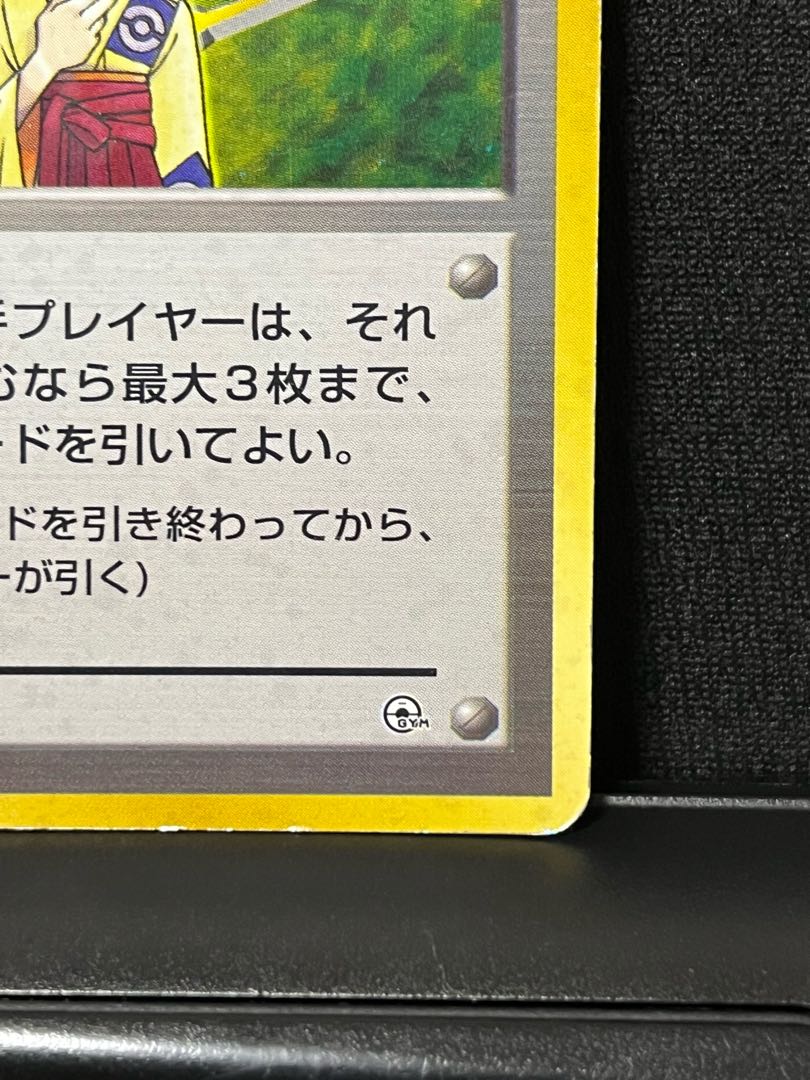 プレイヤーは、それ
なら最大3枚まで、
ードを引いてよい。
ードを引き終わってから、
ーが引く)
GYM